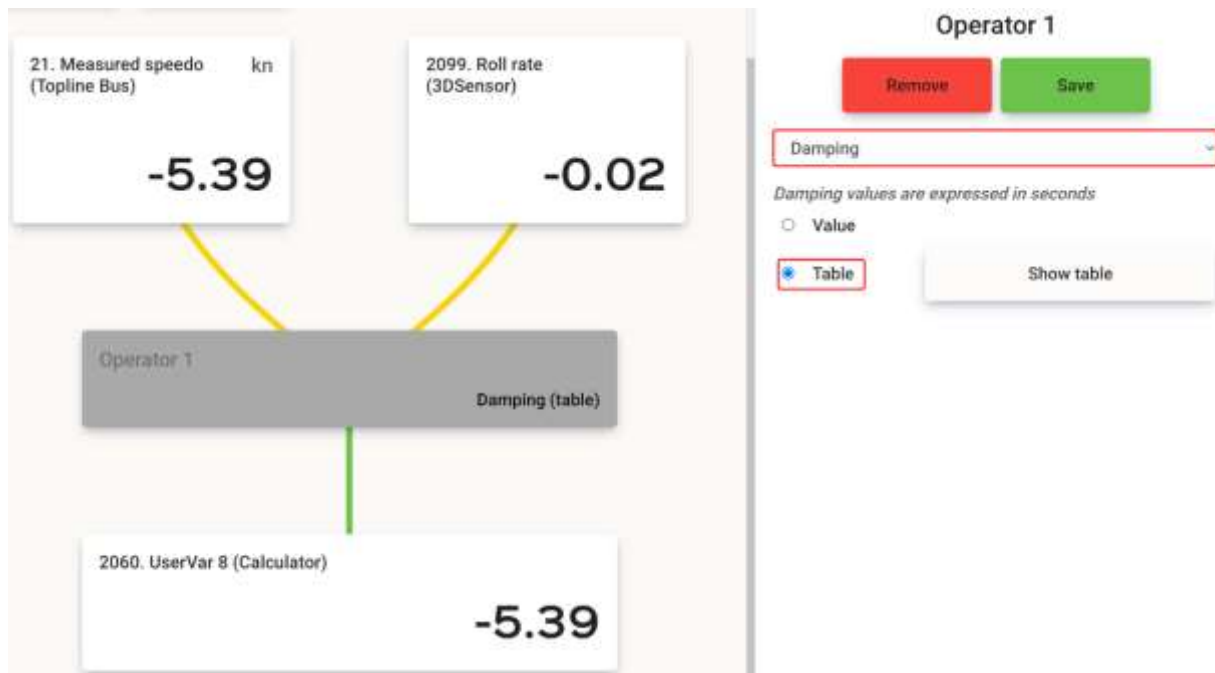 21. Measured speedo kn
(Topline Bus)
-5.39
2099. Roll rate
(3DSensor)
-0.02
Operator 1
Damping (table)
2060. UserVar 8 (Calculator)
-5.39
Operator 1
Remove
Save
Damping
Damping values are expressed in seconds
Value
Table
Show table